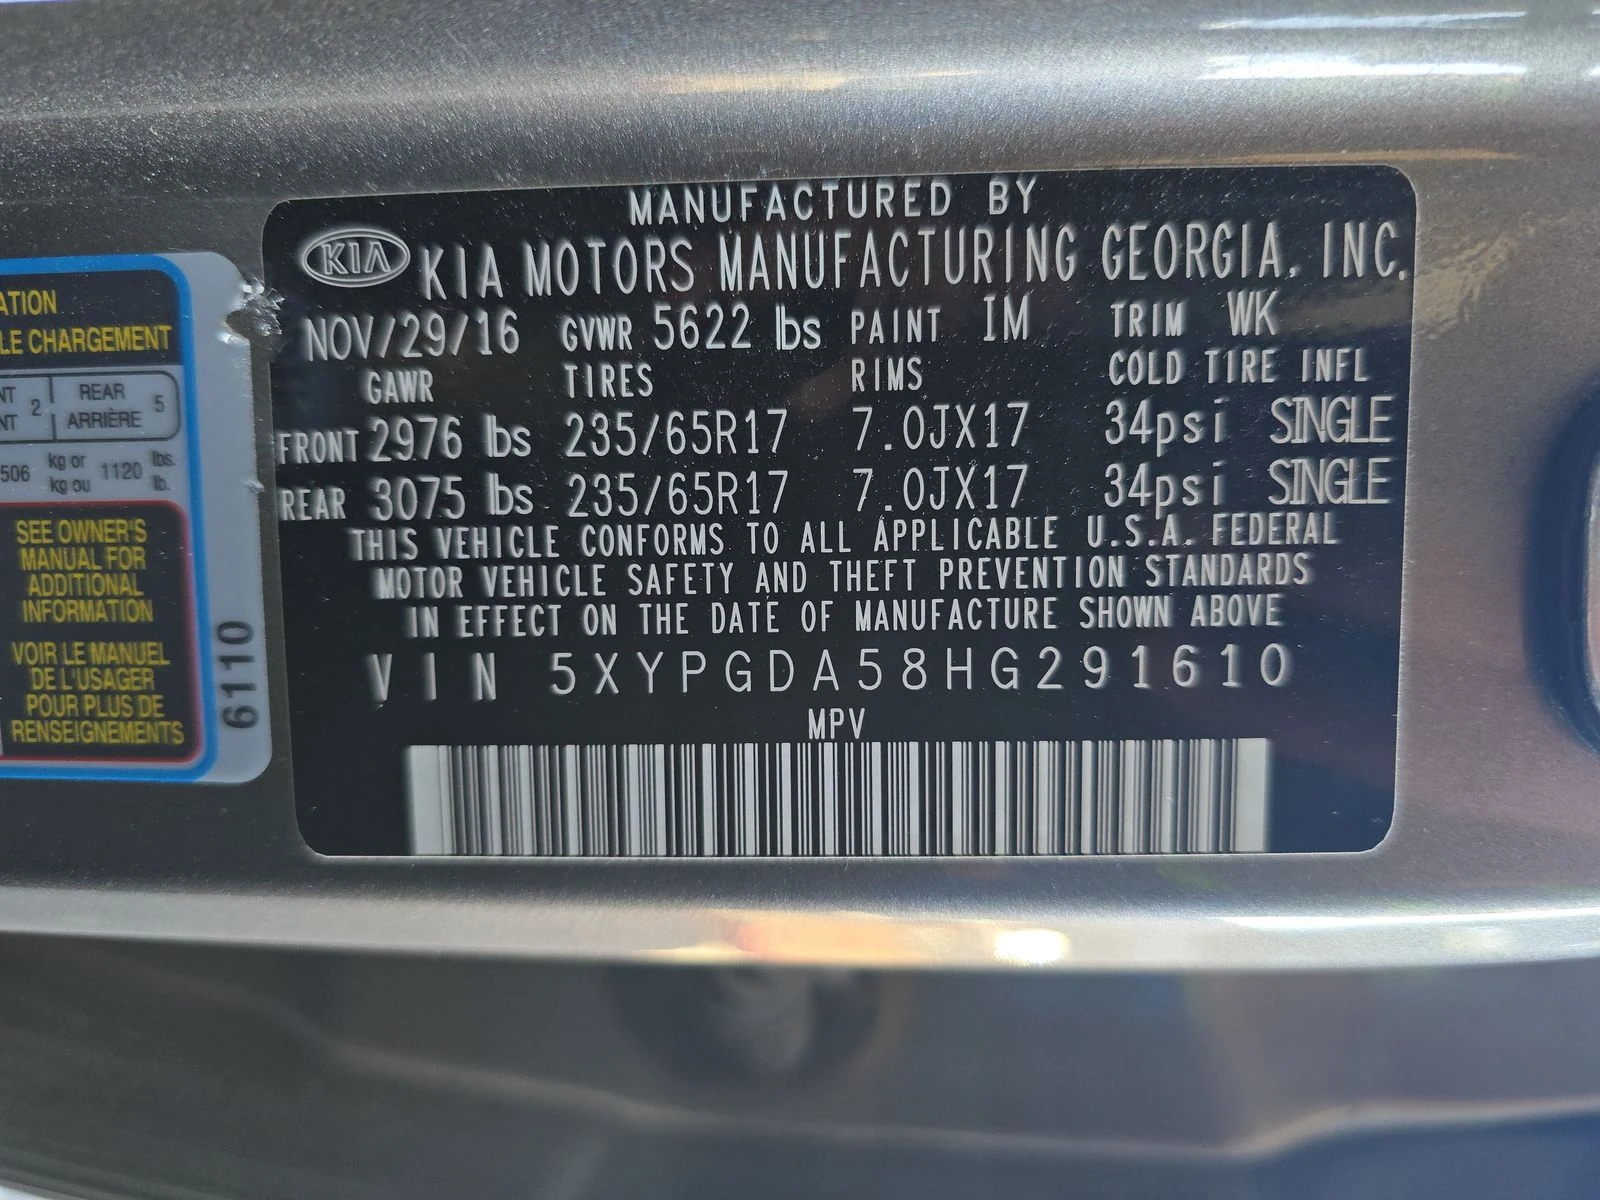 ATION
LE CHARGEMENT
NT 2 REAR 5
NT ARRIÈRE
506 kg or 1120 lbs.
kg ou lb.
SEE OWNER'S
MANUAL FOR
ADDITIONAL
INFORMATION
VOIR LE MANUEL
DE L'USAGER
POUR PLUS DE
RENSEIGNEMENTS
6110
MANUFACTURED BY
KIA KIA MOTORS MANUFACTURING GEORGIA, INC.
NOV/29/16 GVWR 5622 lbs PAINT IM TRIM WK
GAWR TIRES RIMS COLD TIRE INFL
FRONT 2976 lbs 235/65R17 7.0JX17 34psi SINGLE
REAR 3075 lbs 235/65R17 7.0JX17 34psi SINGLE
THIS VEHICLE CONFORMS TO ALL APPLICABLE U.S.A. FEDERAL
MOTOR VEHICLE SAFETY AND THEFT PREVENTION STANDARDS
IN EFFECT ON THE DATE OF MANUFACTURE SHOWN ABOVE
VIN 5XYPGDA58HG291610
MPV